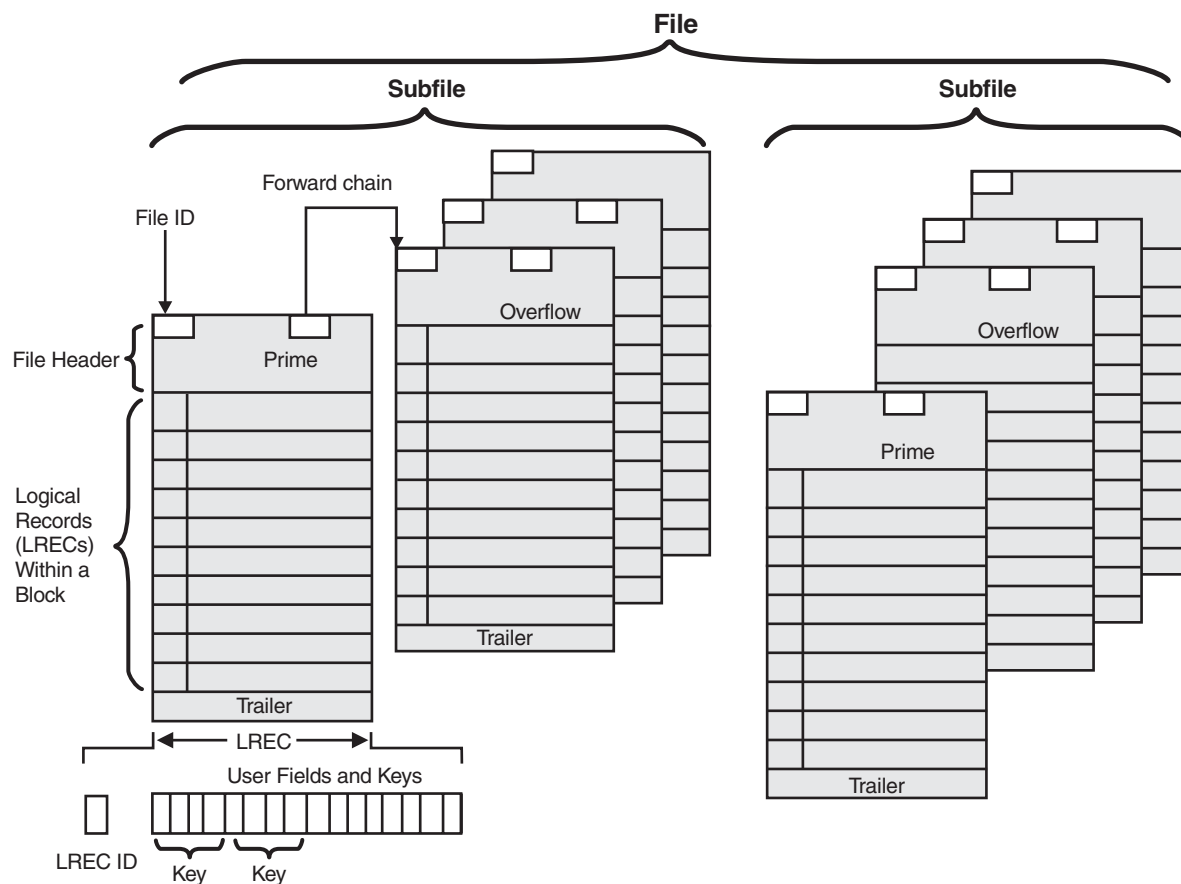 File
Subfile
Subfile
Forward chain
File ID
Overflow
Overflow
File Header
Prime
Prime
Logical
Records
(LRECs)
Within a
Block
Trailer
Trailer
Trailer
LREC
User Fields and Keys
LREC ID
Key
Key